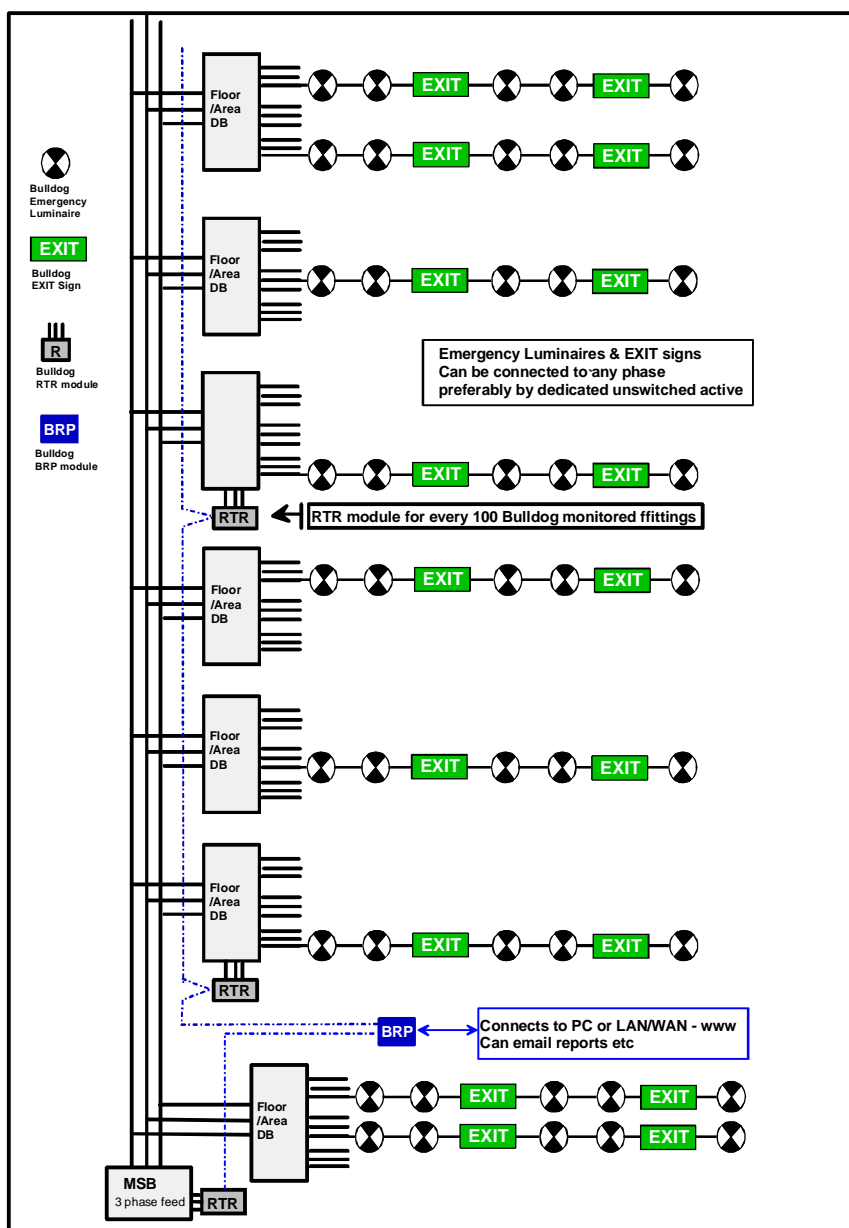 Floor
/Area
DB
EXIT
EXIT
EXIT
EXIT
Bulldog
Emergency
Luminaire
EXIT
Bulldog
EXIT Sign
Floor
/Area
DB
EXIT
EXIT
R
Bulldog
RTR module
Emergency Luminaires & EXIT signs
Can be connected to any phase
preferably by dedicated unswitched active
BRP
Bulldog
BRP module
EXIT
EXIT
RTR
RTR module for every 100 Bulldog monitored ffittings
Floor
/Area
DB
EXIT
EXIT
Floor
/Area
DB
EXIT
EXIT
Floor
/Area
DB
EXIT
EXIT
RTR
BRP
Connects to PC or LAN/WAN - www
Can email reports etc
Floor
/Area
DB
EXIT
EXIT
EXIT
EXIT
MSB
3 phase feed
RTR